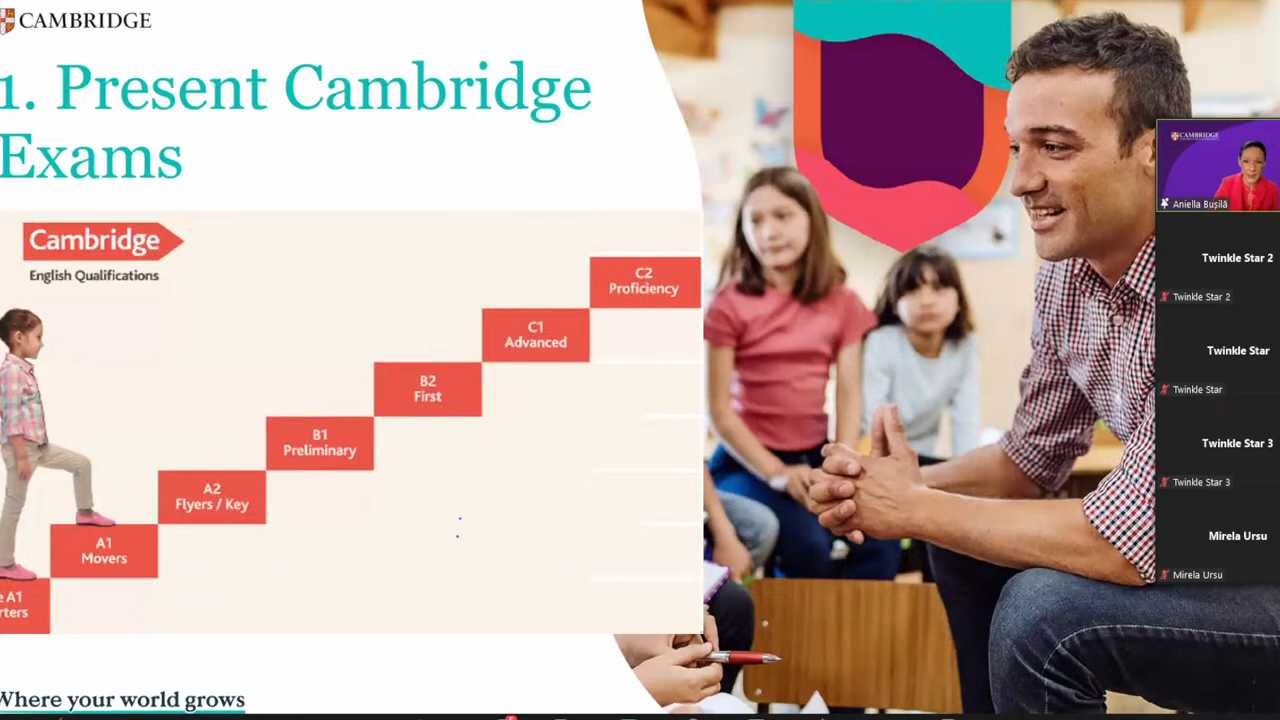 CAMBRIDGE
1. Present Cambridge
Exams
Cambridge
English Qualifications
C2
Proficiency
C1
Advanced
B2
First
B1
Preliminary
A2
Flyers / Key
A1
Movers
A1
Where your world grows
CAMBRIDGE
Aniella Bușilă
Twinkle Star 2
Twinkle Star 2
Twinkle Star
Twinkle Star
Twinkle Star 3
Twinkle Star 3
Mirela Ursu
Mirela Ursu